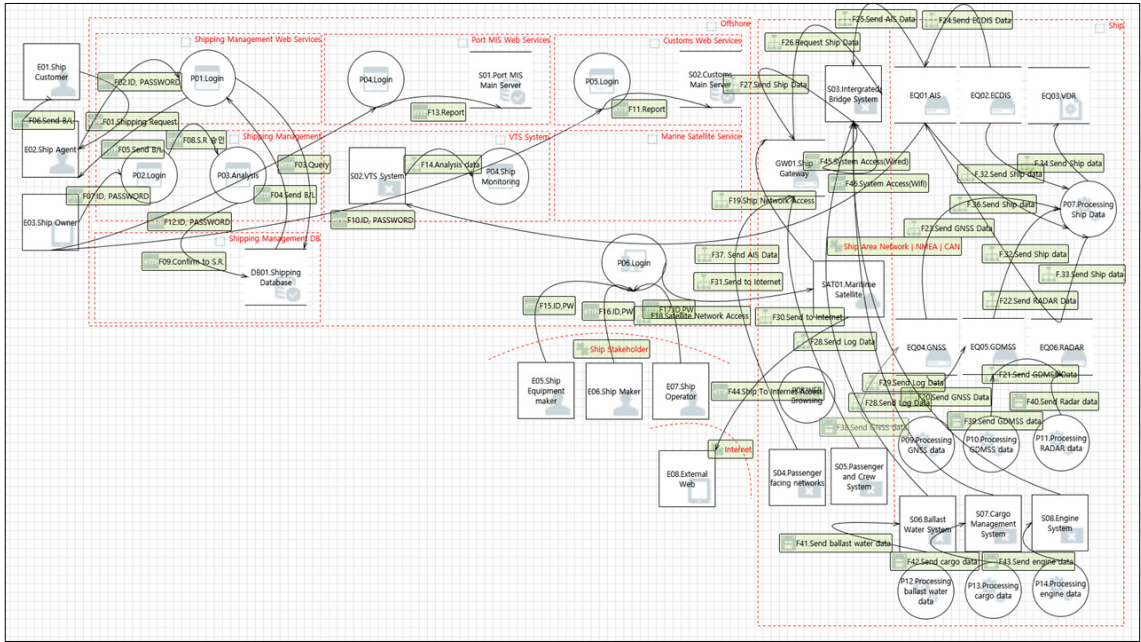 Offshore
Ship
Shipping Management Web Services
Port MIS Web Services
Customs Web Services
Shipping Management
VTS System
Marine Satellite Service
Shipping Management DB
Ship Area Network | NMEA | CAN
Ship Stakeholder
Internet
E01.Ship
Customer
E02.Ship Agent
E03.Ship Owner
P01.Login
P02.Login
P03.Analysis
DB01.Shipping
Database
P04.Login
S01.Port MIS
Main Server
P05.Login
S02.Customs
Main Server
S02.VTS System
P04.Ship
Monitoring
P06.Login
E05.Ship
Equipment
maker
E06.Ship Maker
E07.Ship
Operator
E08.External
Web
S03.Intergrated
Bridge System
EQ01.AIS
EQ02.ECDIS
EQ03.VDR
GW01.Ship
Gateway
P07.Processing
Ship Data
SAT01.Maritime
Satellite
EQ04.GNSS
EQ05.GDMSS
EQ06.RADAR
Browsing
P09.Processing
GNSS data
P10.Processing
GDMSS data
P11.Processing
RADAR data
S04.Passenger
facing networks
S05.Passenger
and Crew
System
S06.Ballast
Water System
S07.Cargo
Management
System
S08.Engine
System
P12.Processing
ballast water
data
P13.Processing
cargo data
P14.Processing
engine data
F02.ID, PASSWORD
F06.Send B/L
F01.Shipping Request
F05.Send B/L
F08.S.R 승인
F07.ID, PASSWORD
F03.Query
F04.Send B/L
F12.ID, PASSWORD
F09.Confirm to S.R.
F13.Report
F11.Report
F14.Analysis data
F10.ID, PASSWORD
F15.ID,PW
F16.ID,PW
F17.ID,PW
F18.Satellite Network Access
F25.Send AIS Data
F24.Send ECDIS Data
F26.Request Ship Data
F27.Send Ship Data
F45.System Access(Wired)
F46.System Access(Wifi)
F19.Ship Network Access
F34.Send Ship data
F.32.Send Ship data
F.36.Send Ship data
F23.Send GNSS Data
F37. Send AIS Data
F31.Send to Internet
F.32.Send Ship data
F.33.Send Ship data
F22.Send RADAR Data
F30.Send to Internet
F28.Send Log Data
F21.Send GDMSS Data
F29.Send Log Data
F20.Send GNSS Data
F28.Send Log Data
F44.Ship To Internet Access
F40.Send Radar data
F39.Send GDMSS data
F38.Send GNSS data
F41.Send ballast water data
F42.Send cargo data
F43.Send engine data